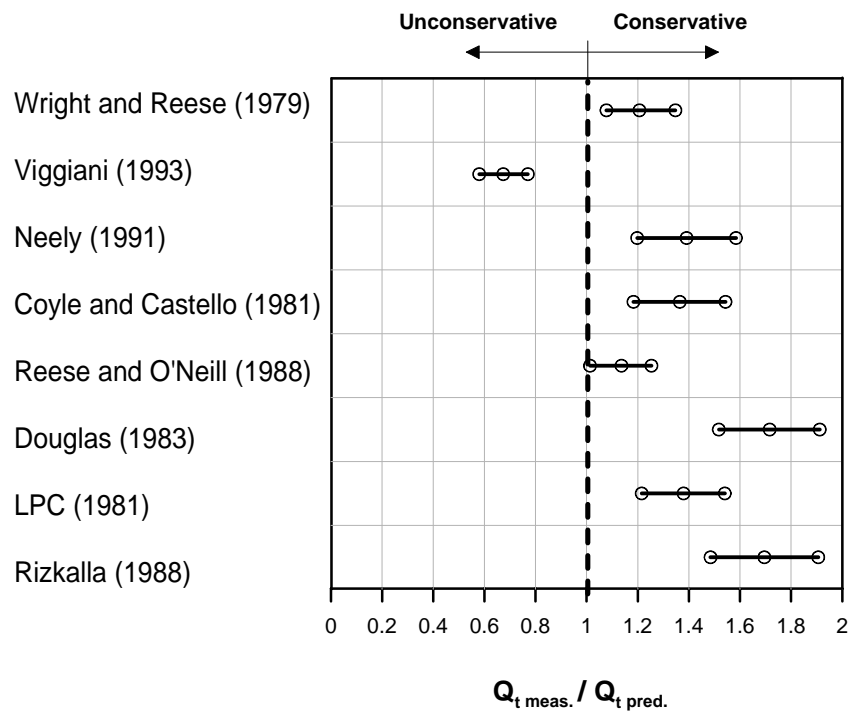 Unconservative Conservative
Wright and Reese (1979)
Viggiani (1993)
Neely (1991)
Coyle and Castello (1981)
Reese and O'Neill (1988)
Douglas (1983)
LPC (1981)
Rizkalla (1988)
0 0.2 0.4 0.6 0.8 1 1.2 1.4 1.6 1.8 2
Qt meas. / Qt pred.